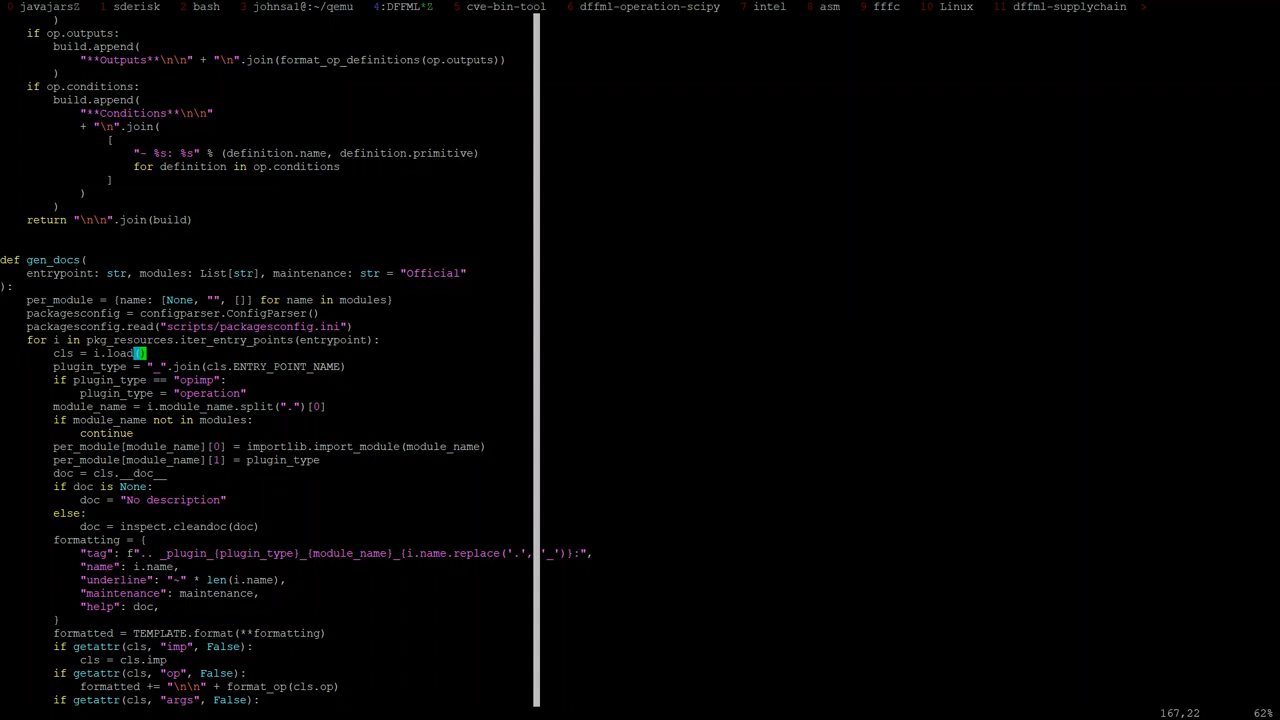 0 javajarsZ 1 sderisk 2 bash 3 johnsa1@:~/qemu 4:DFFML*Z 5 cve-bin-tool 6 dffml-operation-scipy 7 intel 8 asm 9 fffc 10 Linux 11 dffml-supplychain >
)
if op.outputs:
build.append(
"**Outputs**\n\n" + "\n".join(format_op_definitions(op.outputs))
)
if op.conditions:
build.append(
"**Conditions**\n\n"
+ "\n".join(
[
"- %s: %s" % (definition.name, definition.primitive)
for definition in op.conditions
]
)
)
return "\n\n".join(build)
def gen_docs(
entrypoint: str, modules: List[str], maintenance: str = "Official"
):
per_module = {name: [None, "", []] for name in modules}
packagesconfig = configparser.ConfigParser()
packagesconfig.read("scripts/packagesconfig.ini")
for i in pkg_resources.iter_entry_points(entrypoint):
cls = i.load()
plugin_type = "_".join(cls.ENTRY_POINT_NAME)
if plugin_type == "opimp":
plugin_type = "operation"
module_name = i.module_name.split(".")[0]
if module_name not in modules:
continue
per_module[module_name][0] = importlib.import_module(module_name)
per_module[module_name][1] = plugin_type
doc = cls.__doc__
if doc is None:
doc = "No description"
else:
doc = inspect.cleandoc(doc)
formatting = {
"tag": f".. _plugin_{plugin_type}_{module_name}_{i.name.replace('.', '_')}:",
"name": i.name,
"underline": "~" * len(i.name),
"maintenance": maintenance,
"help": doc,
}
formatted = TEMPLATE.format(**formatting)
if getattr(cls, "imp", False):
cls = cls.imp
if getattr(cls, "op", False):
formatted += "\n\n" + format_op(cls.op)
if getattr(cls, "args", False):
167,22 62%